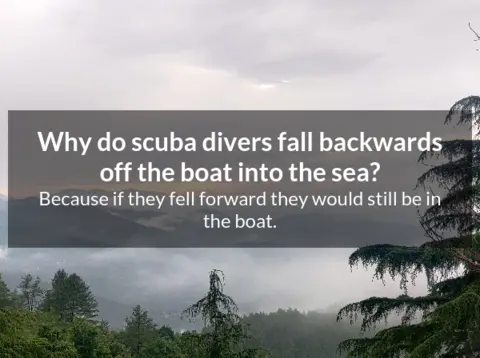 Why do scuba divers fall backwards
off the boat into the sea?
Because if they fell forward they would still be in
the boat.